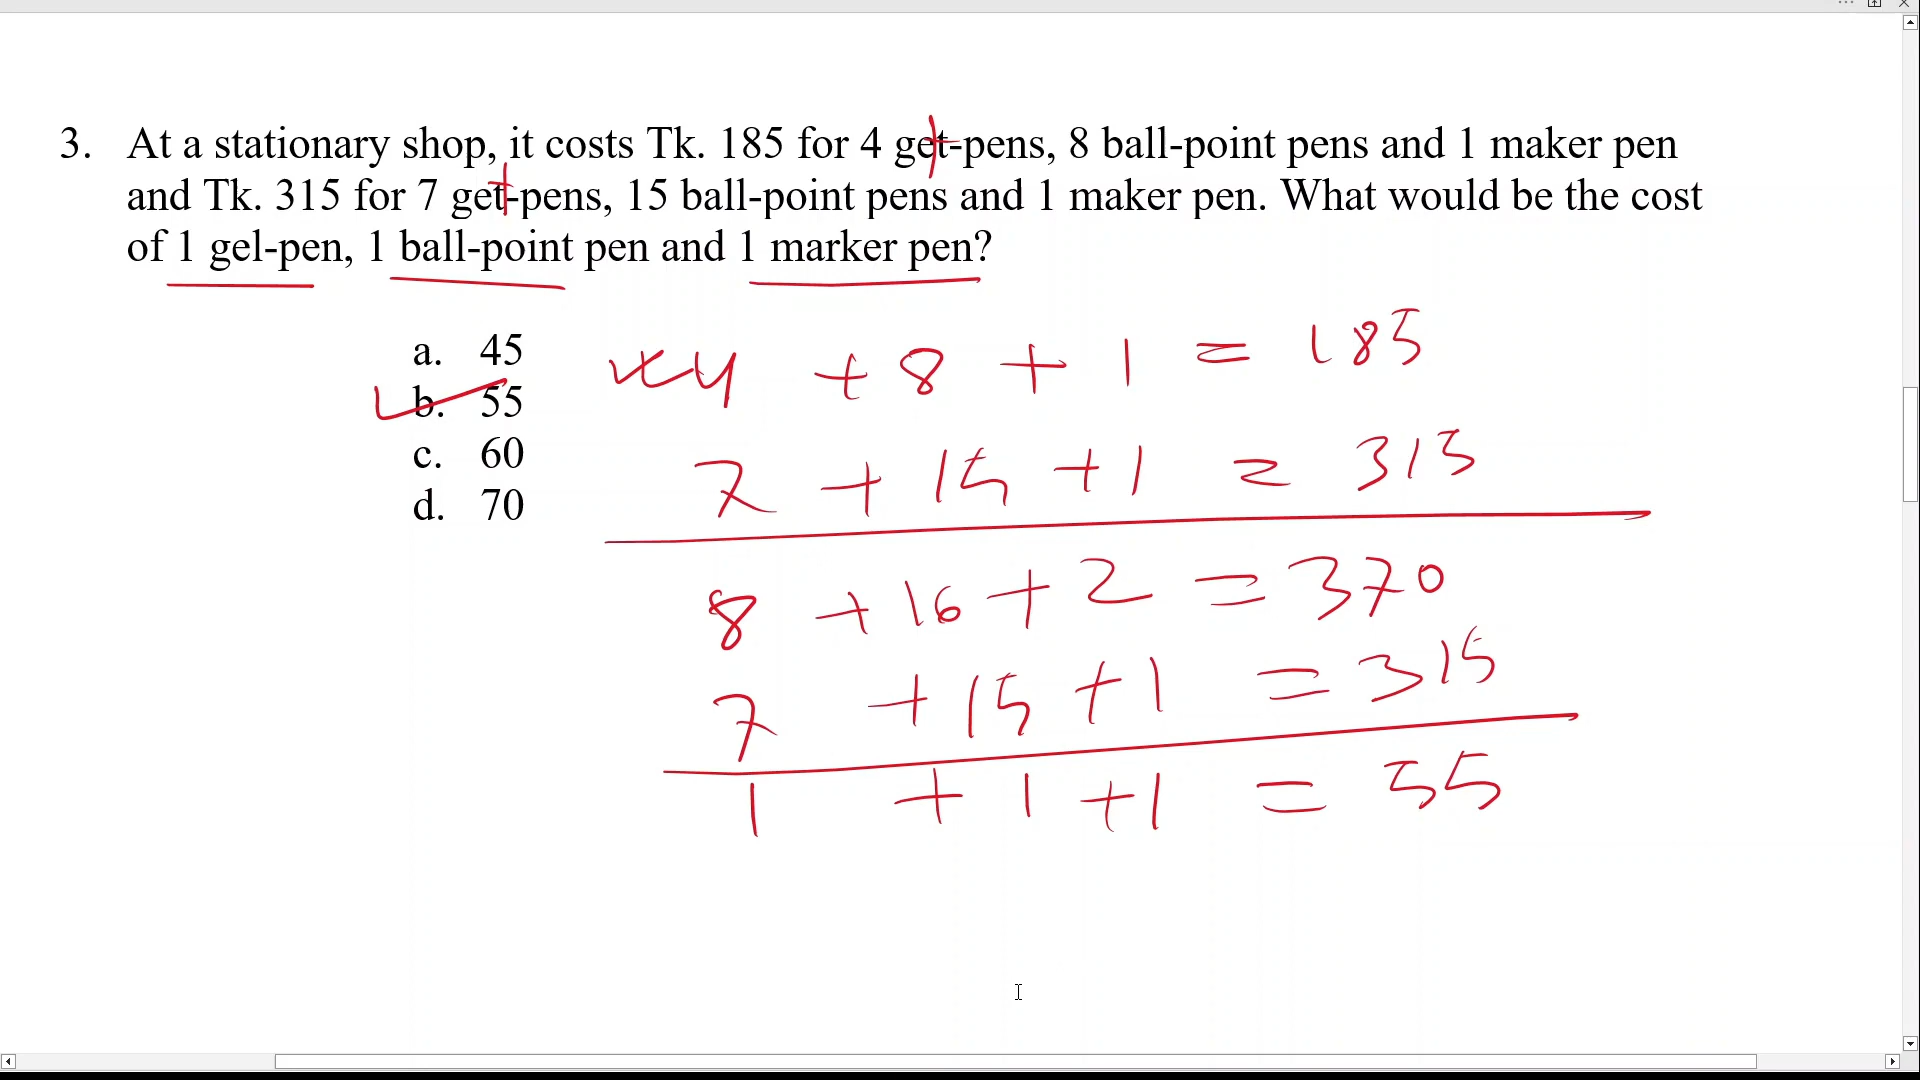 3. At a stationary shop, it costs Tk. 185 for 4 get-pens, 8 ball-point pens and 1 maker pen
and Tk. 315 for 7 get-pens, 15 ball-point pens and 1 maker pen. What would be the cost
of 1 gel-pen, 1 ball-point pen and 1 marker pen?
a. 45
b. 55
c. 60
d. 70
4 + 8 + 1 = 185
7 + 15 + 1 = 315
8 + 16 + 2 = 370
7 + 15 + 1 = 315
1 + 1 + 1 = 55